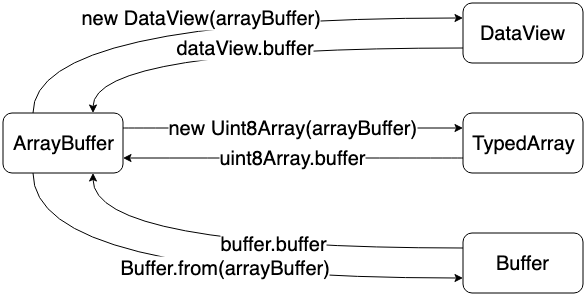 new DataView(arrayBuffer)
DataView
dataView.buffer
ArrayBuffer
new Uint8Array(arrayBuffer)
TypedArray
uint8Array.buffer
buffer.buffer
Buffer
Buffer.from(arrayBuffer)